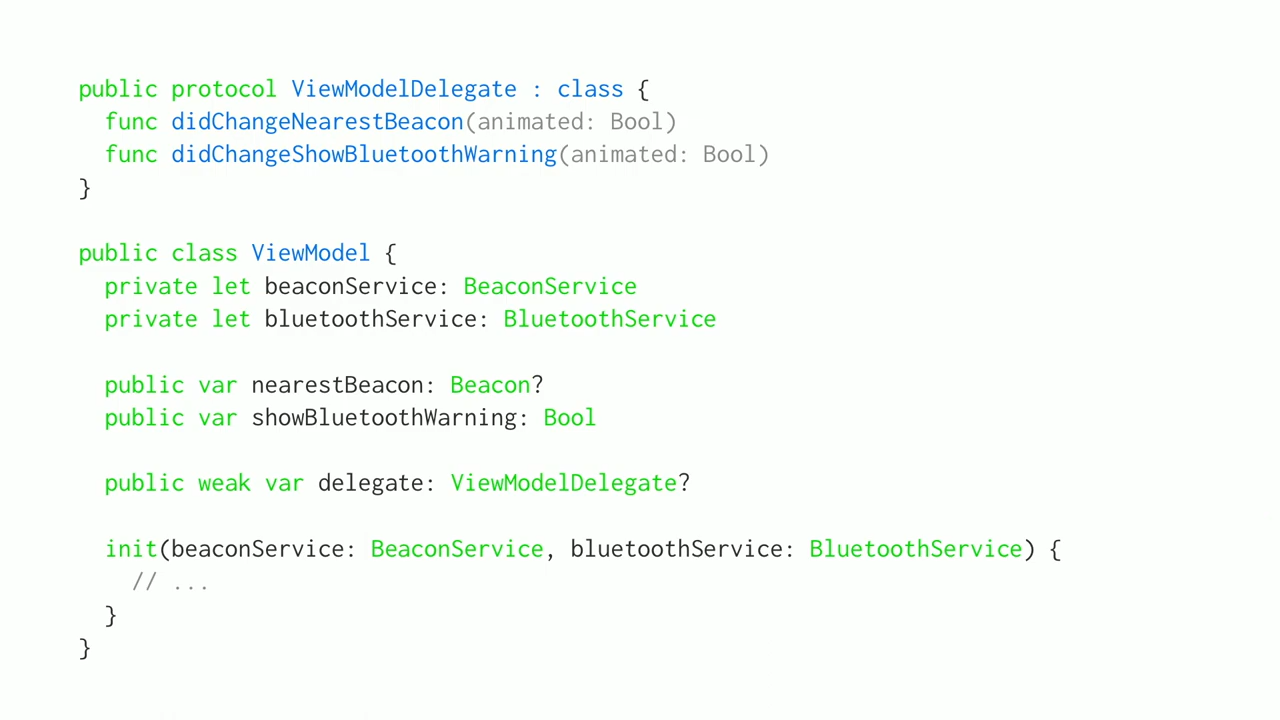 public protocol ViewModelDelegate : class {
  func didChangeNearestBeacon(animated: Bool)
  func didChangeShowBluetoothWarning(animated: Bool)
}

public class ViewModel {
  private let beaconService: BeaconService
  private let bluetoothService: BluetoothService

  public var nearestBeacon: Beacon?
  public var showBluetoothWarning: Bool

  public weak var delegate: ViewModelDelegate?

  init(beaconService: BeaconService, bluetoothService: BluetoothService) {
    // ...
  }
}